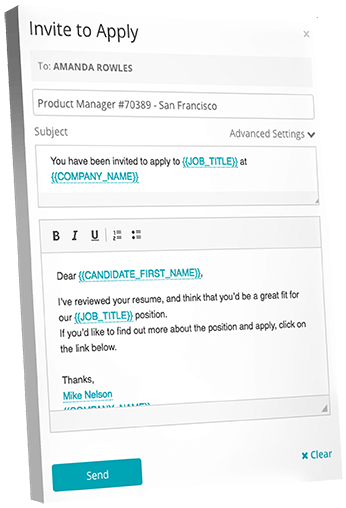 Invite to Apply
×
To: AMANDA ROWLES
Product Manager #70389 - San Francisco
Subject
Advanced Settings
You have been invited to apply to {{JOB_TITLE}} at
{{COMPANY_NAME}}
B I U
Dear {{CANDIDATE_FIRST_NAME}},
I've reviewed your resume, and think that you'd be a great fit for
our {{JOB_TITLE}} position.
If you'd like to find out more about the position and apply, click on
the link below.
Thanks,
Mike Nelson
{{COMPANY_NAME}}
× Clear
Send